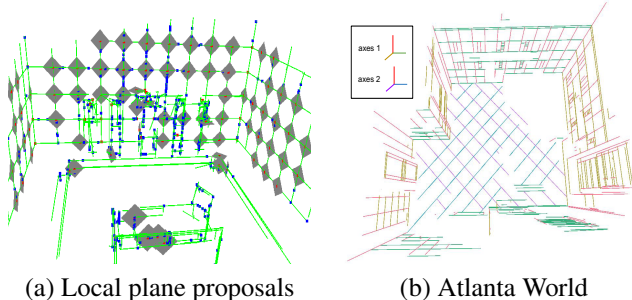 axes 1
axes 2
(a) Local plane proposals
(b) Atlanta World